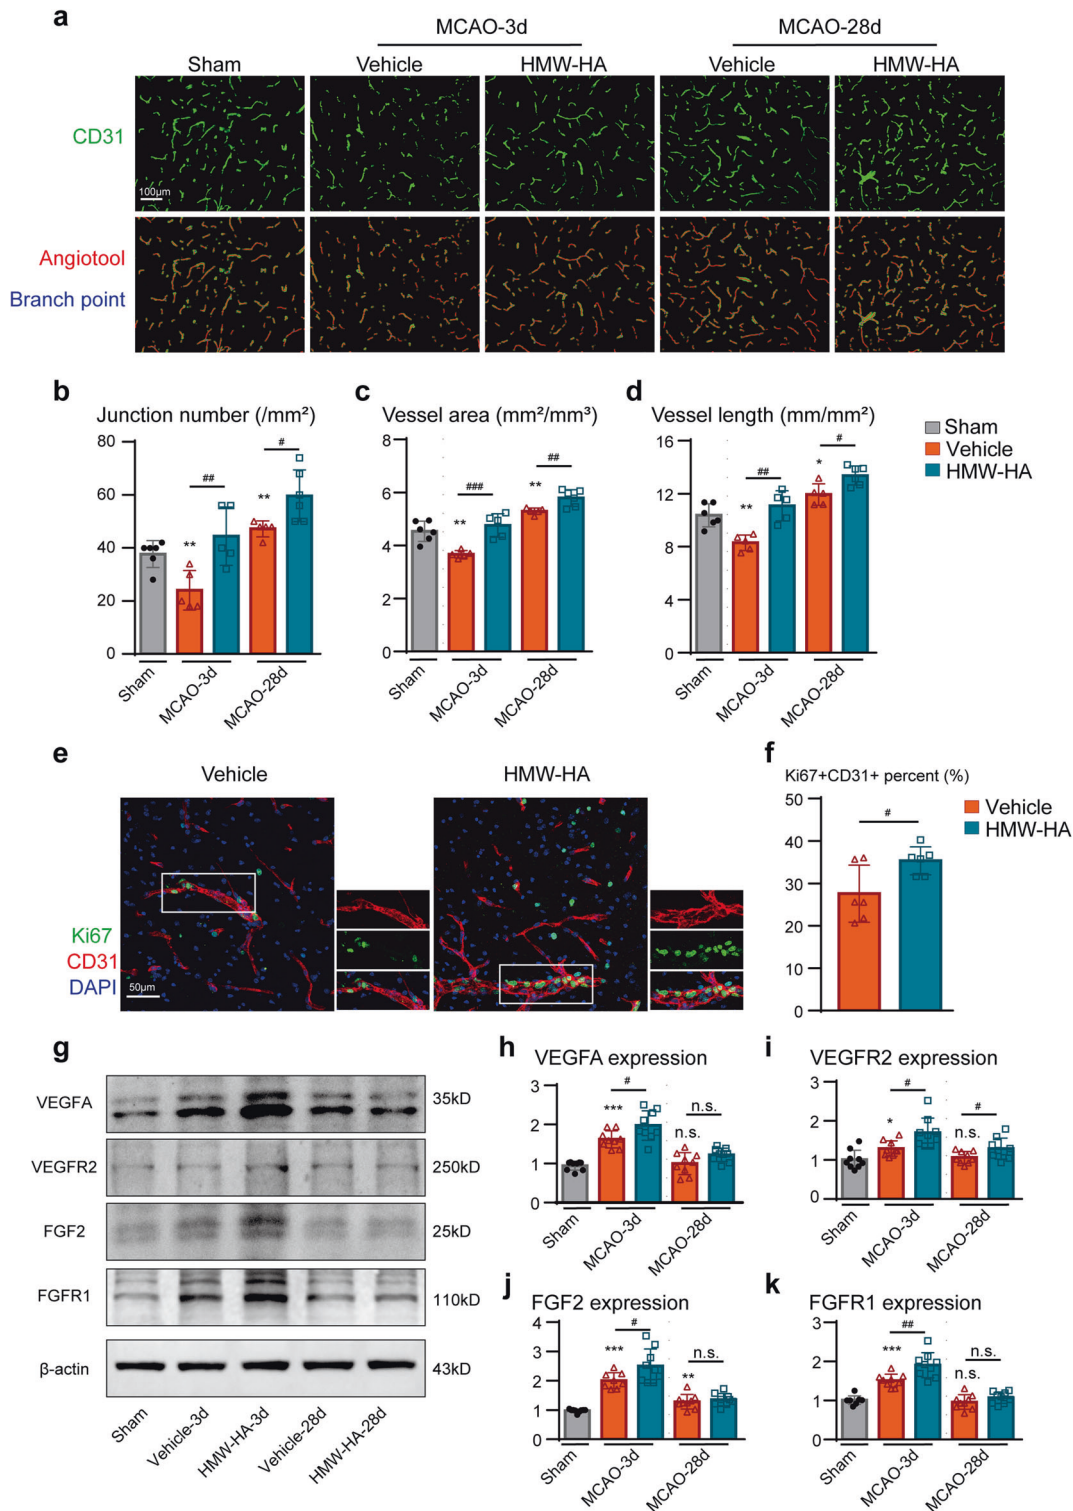 a
MCAO-3d
MCAO-28d
Sham
Vehicle
HMW-HA
Vehicle
HMW-HA
CD31
100µm
Angiotool
Branch point
b
Junction number (/mm²)
80
60
40
20
0
**
##
**
#
Sham
MCAO-3d
MCAO-28d
c
Vessel area (mm²/mm³)
8
6
4
2
0
**
###
**
##
Sham
MCAO-3d
MCAO-28d
d
Vessel length (mm/mm²)
16
12
8
4
0
**
##
*
#
Sham
MCAO-3d
MCAO-28d
Sham
Vehicle
HMW-HA
e
Vehicle
HMW-HA
Ki67
CD31
DAPI
50µm
f
Ki67+CD31+ percent (%)
50
40
30
20
10
0
#
Vehicle
HMW-HA
g
VEGFA
35kD
VEGFR2
250kD
FGF2
25kD
FGFR1
110kD
β-actin
43kD
Sham
Vehicle-3d
HMW-HA-3d
Vehicle-28d
HMW-HA-28d
h
VEGFA expression
3
2
1
0
***
#
n.s.
n.s.
Sham
MCAO-3d
MCAO-28d
i
VEGFR2 expression
3
2
1
0
*
#
n.s.
#
Sham
MCAO-3d
MCAO-28d
j
FGF2 expression
4
3
2
1
0
***
#
**
n.s.
Sham
MCAO-3d
MCAO-28d
k
FGFR1 expression
3
2
1
0
***
##
n.s.
n.s.
Sham
MCAO-3d
MCAO-28d